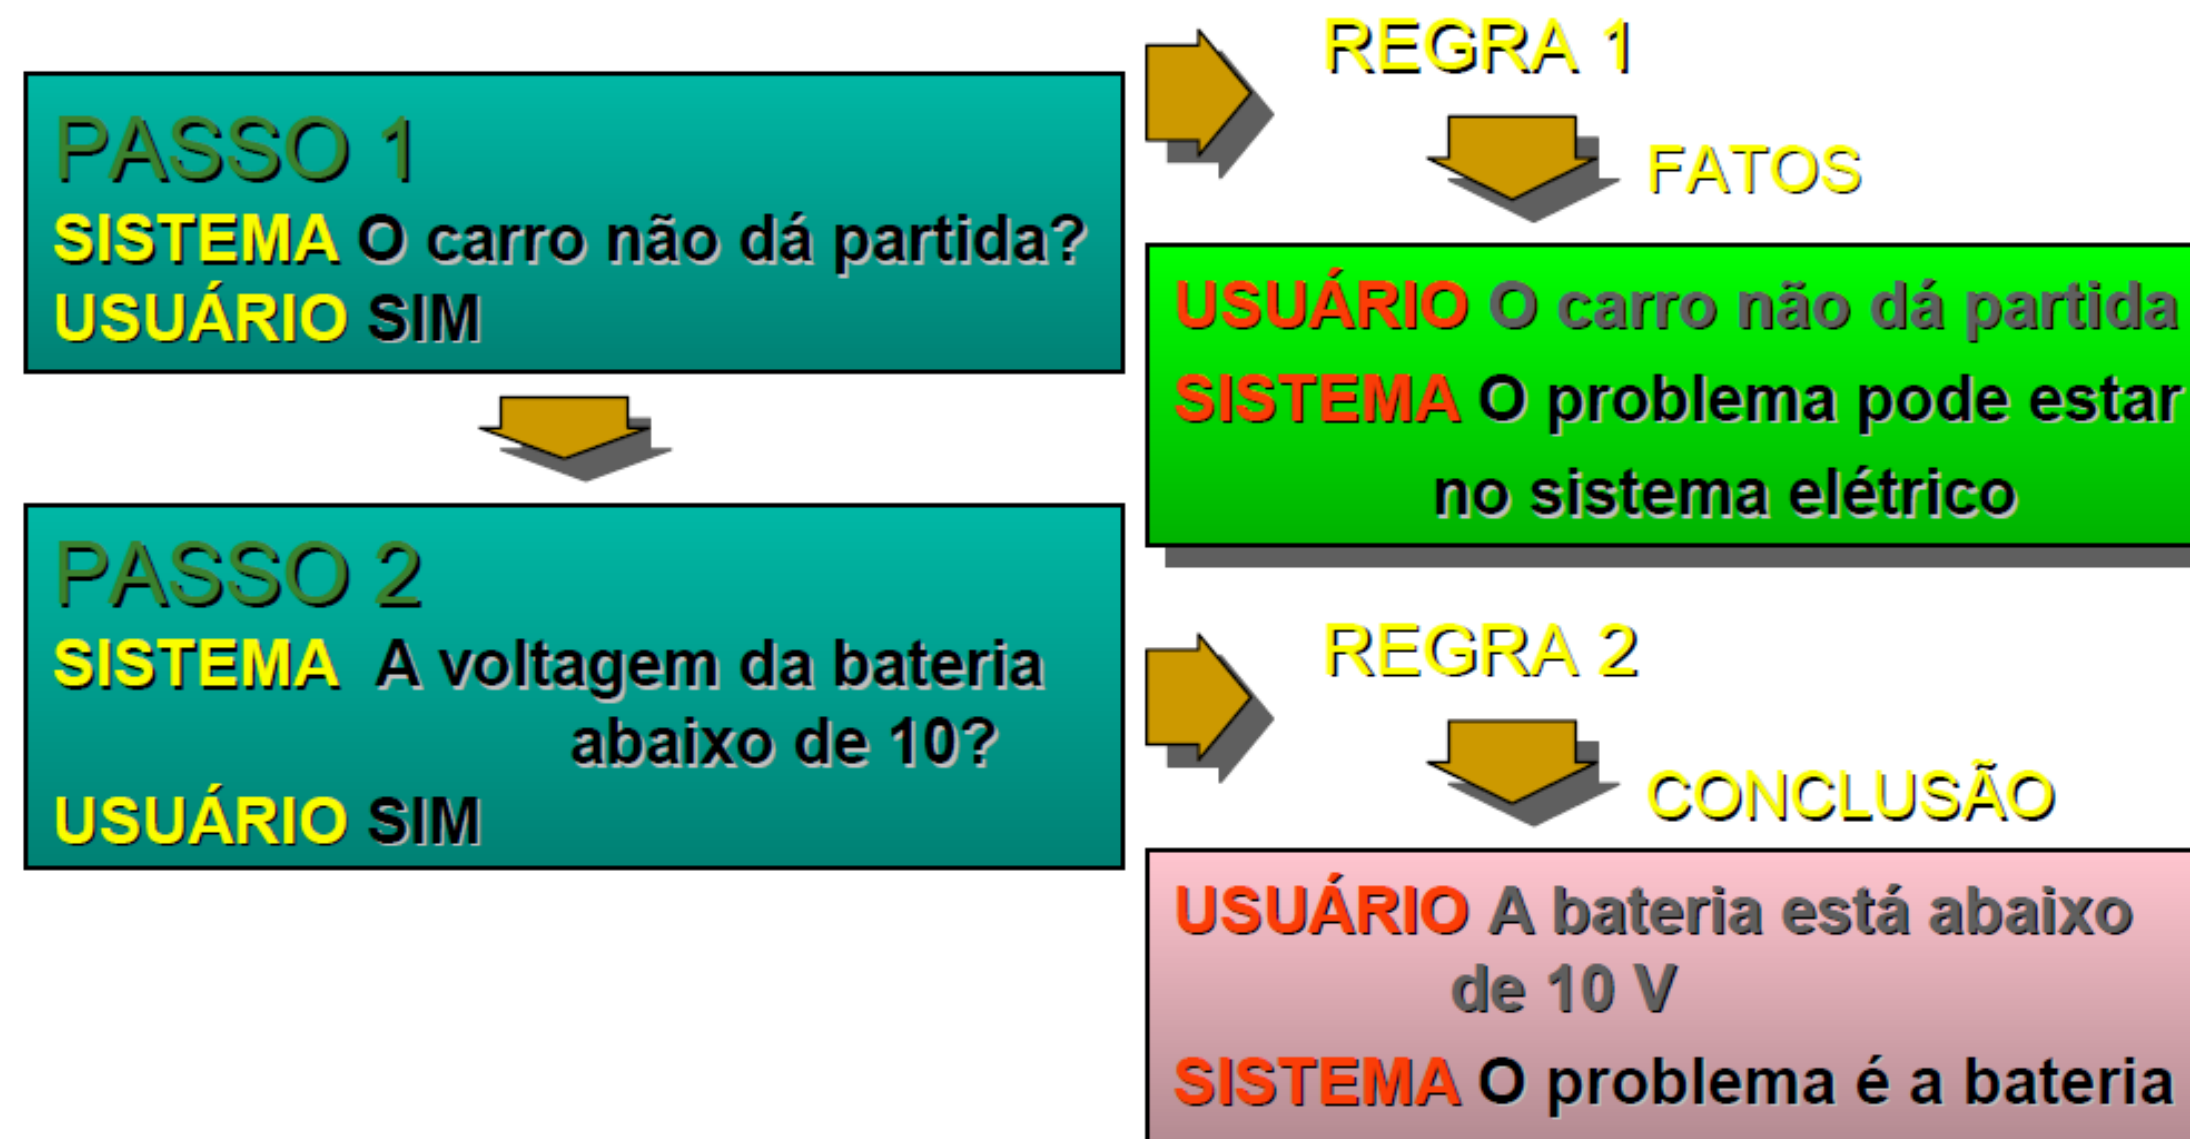 PASSO 1
SISTEMA O carro não dá partida?
USUÁRIO SIM
REGRA 1
FATOS
USUÁRIO O carro não dá partida
SISTEMA O problema pode estar
no sistema elétrico
PASSO 2
SISTEMA A voltagem da bateria
abaixo de 10?
USUÁRIO SIM
REGRA 2
CONCLUSÃO
USUÁRIO A bateria está abaixo
de 10 V
SISTEMA O problema é a bateria